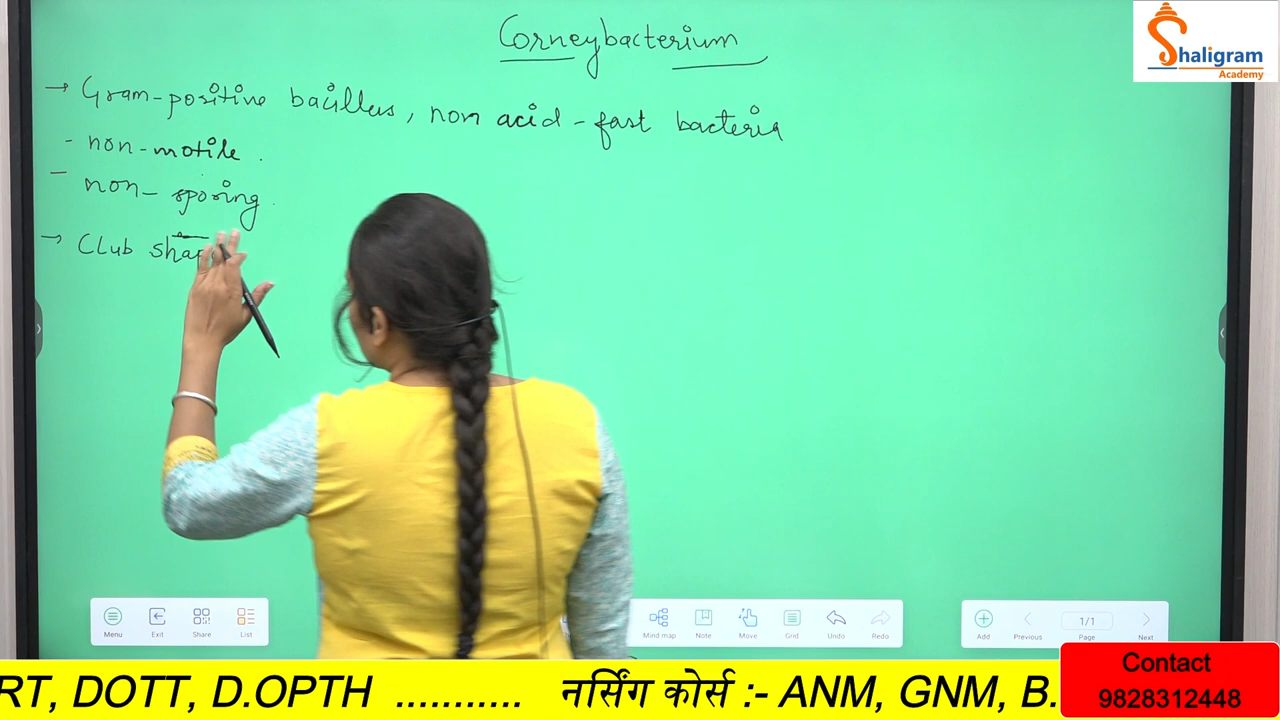 Corneybacterium
Shaligram
Academy
→ Gram-positive bacillus, non acid-fast bacteria
- non-motile.
- non-sporing.
→ Club shap
Menu
Exit
Share
List
Mind map
Note
Move
Grid
Undo
Redo
Add
Previous
1/1
Page
Next
RT, DOTT, D.OPTH ........... नर्सिंग कोर्स :- ANM, GNM, B.
Contact
9828312448